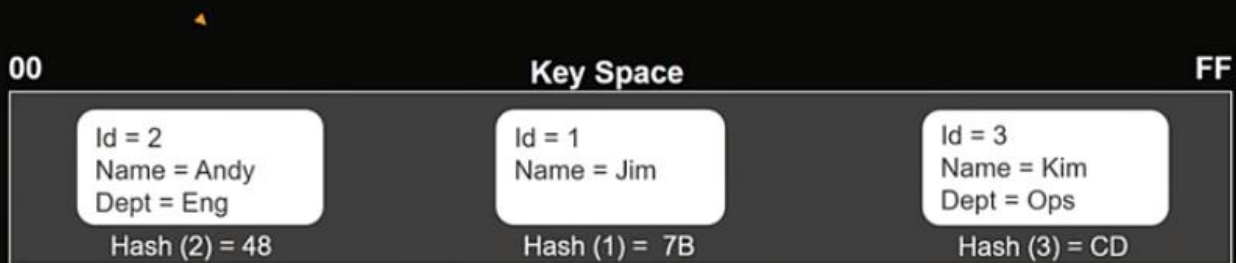 00 Key Space FF
Id = 2
Name = Andy
Dept = Eng
Hash (2) = 48
Id = 1
Name = Jim
Hash (1) = 7B
Id = 3
Name = Kim
Dept = Ops
Hash (3) = CD